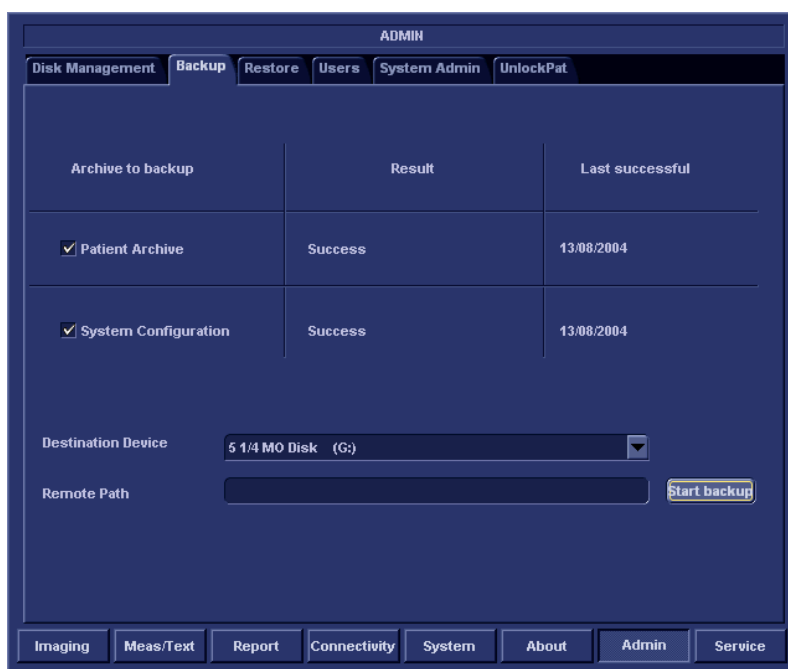 ADMIN
Disk Management Backup Restore Users System Admin UnlockPat
Archive to backup Result Last successful
Patient Archive Success 13/08/2004
System Configuration Success 13/08/2004
Destination Device 5 1/4 MO Disk (G:)
Remote Path Start backup
Imaging Meas/Text Report Connectivity System About Admin Service